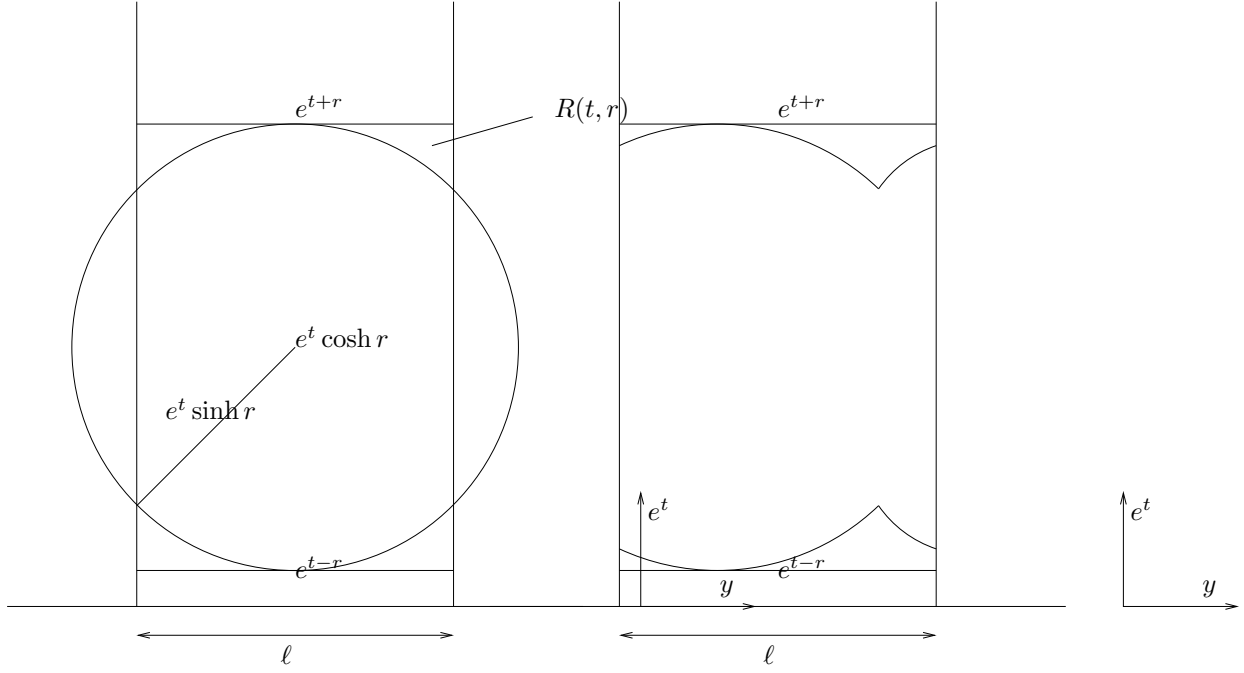 e^{t+r}
R(t, r)
e^{t+r}
e^t cosh r
e^t sinh r
e^t
e^t
e^{t−r}
e^{t−r}
y
y
ℓ
ℓ